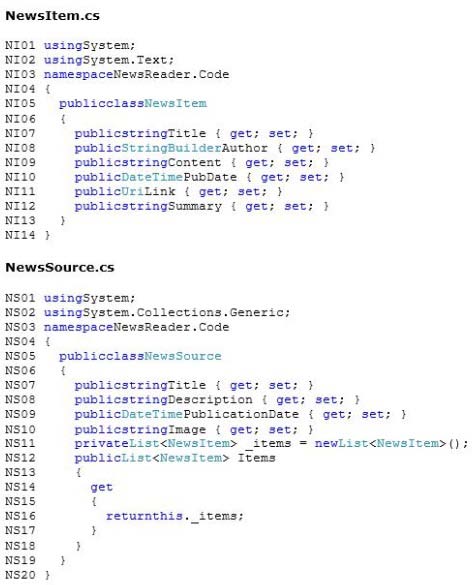 NewsItem.cs
NI01 usingSystem;
NI02 usingSystem.Text;
NI03 namespaceNewsReader.Code
NI04 {
NI05 publicclassNewsItem
NI06 {
NI07 publicstringTitle { get; set; }
NI08 publicStringBuilderAuthor { get; set; }
NI09 publicstringContent { get; set; }
NI10 publicDateTimePubDate { get; set; }
NI11 publicUriLink { get; set; }
NI12 publicstringSummary { get; set; }
NI13 }
NI14 }
NewsSource.cs
NS01 usingSystem;
NS02 usingSystem.Collections.Generic;
NS03 namespaceNewsReader.Code
NS04 {
NS05 publicclassNewsSource
NS06 {
NS07 publicstringTitle { get; set; }
NS08 publicstringDescription { get; set; }
NS09 publicDateTimePublicationDate { get; set; }
NS10 publicstringImage { get; set; }
NS11 privateList<NewsItem> _items = newList<NewsItem>();
NS12 publicList<NewsItem> Items
NS13 {
NS14 get
NS15 {
NS16 returnthis._items;
NS17 }
NS18 }
NS19 }
NS20 }